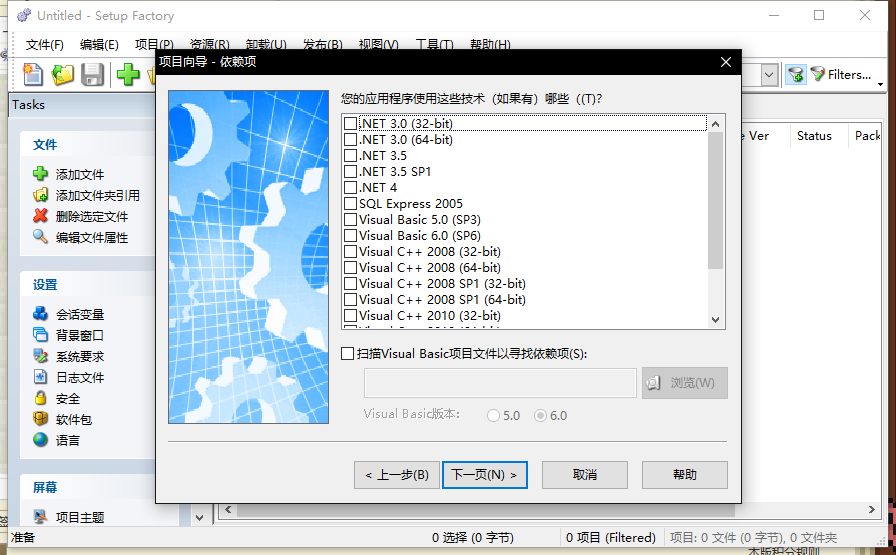 Untitled - Setup Factory
文件(F) 编辑(E) 项目(P) 资源(R) 卸载(U) 发布(B) 视图(V) 工具(T) 帮助(H)
项目向导 - 依赖项
Filters...
Tasks
您的应用程序使用这些技术（如果有）哪些（(T)?
e Ver Status Pack
文件
添加文件
添加文件夹引用
删除选定文件
编辑文件属性
设置
会话变量
背景窗口
系统要求
日志文件
安全
软件包
语言
屏幕
项目主题
.NET 3.0 (32-bit)
.NET 3.0 (64-bit)
.NET 3.5
.NET 3.5 SP1
.NET 4
SQL Express 2005
Visual Basic 5.0 (SP3)
Visual Basic 6.0 (SP6)
Visual C++ 2008 (32-bit)
Visual C++ 2008 (64-bit)
Visual C++ 2008 SP1 (32-bit)
Visual C++ 2008 SP1 (64-bit)
Visual C++ 2010 (32-bit)
扫描Visual Basic项目文件以寻找依赖项(S):
浏览(W)
Visual Basic版本: 5.0 6.0
< 上一步(B) 下一页(N) > 取消 帮助
准备 0 选择 (0 字节) 0 项目 (Filtered) 项目: 0 文件 (0 字节), 0 文件夹
本版积分规则